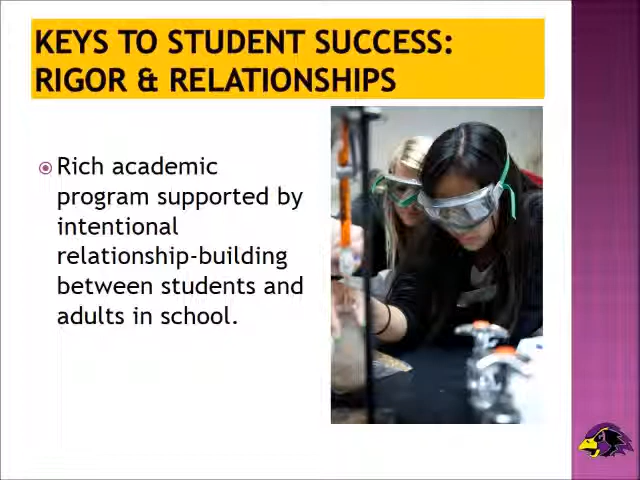 KEYS TO STUDENT SUCCESS:
RIGOR & RELATIONSHIPS
Rich academic
program supported by
intentional
relationship-building
between students and
adults in school.